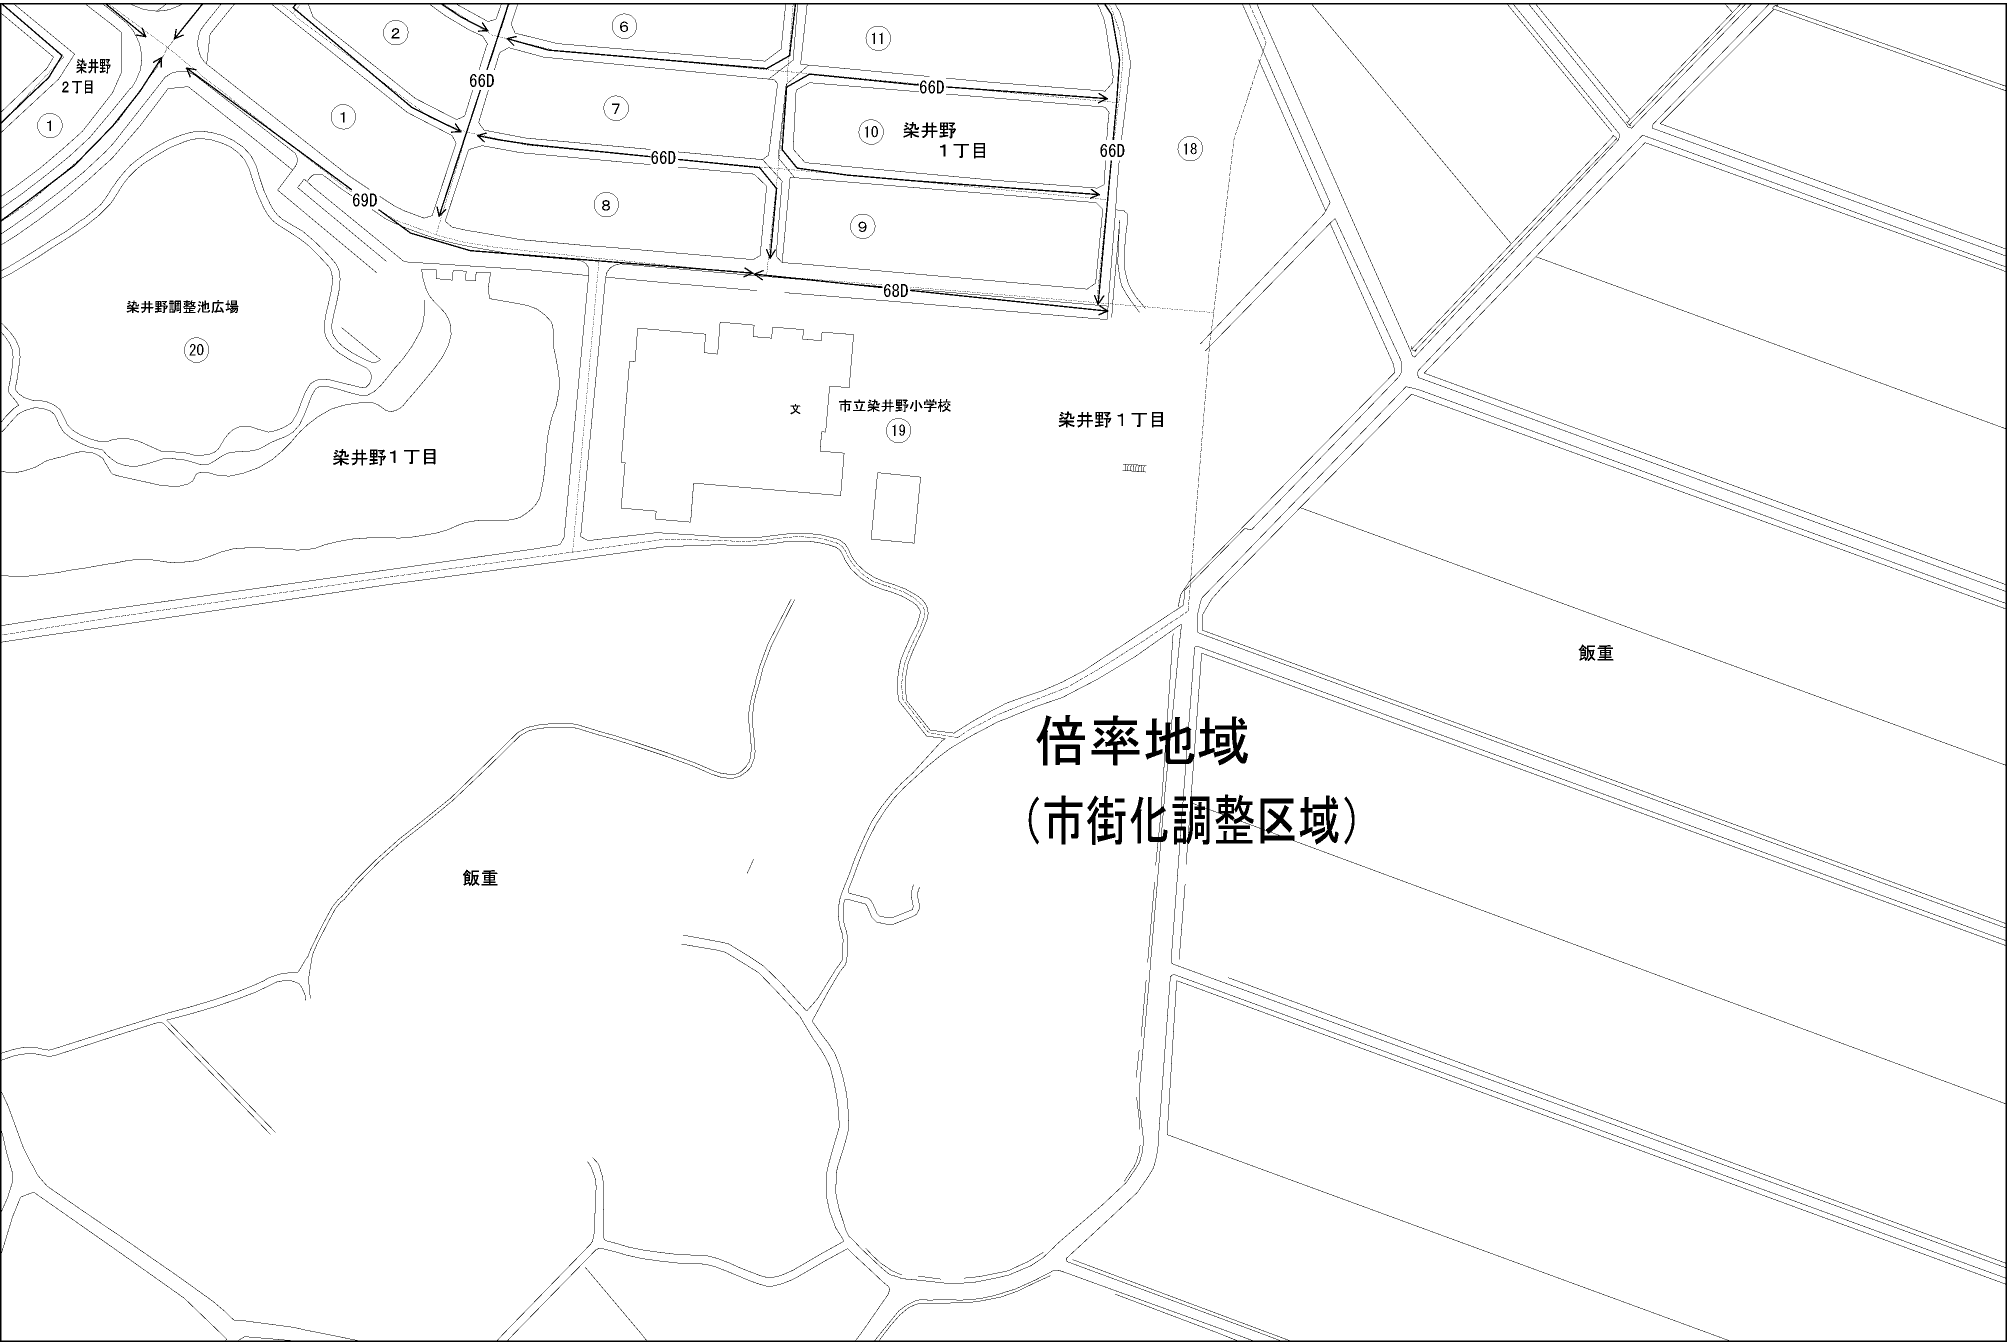 6
2
11
染井野
2丁目
66D
66D
7
1
1
10
染井野
1丁目
66D
18
66D
8
69D
9
68D
染井野調整池広場
20
文
市立染井野小学校
19
染井野1丁目
染井野1丁目
飯重
倍率地域
(市街化調整区域)
飯重